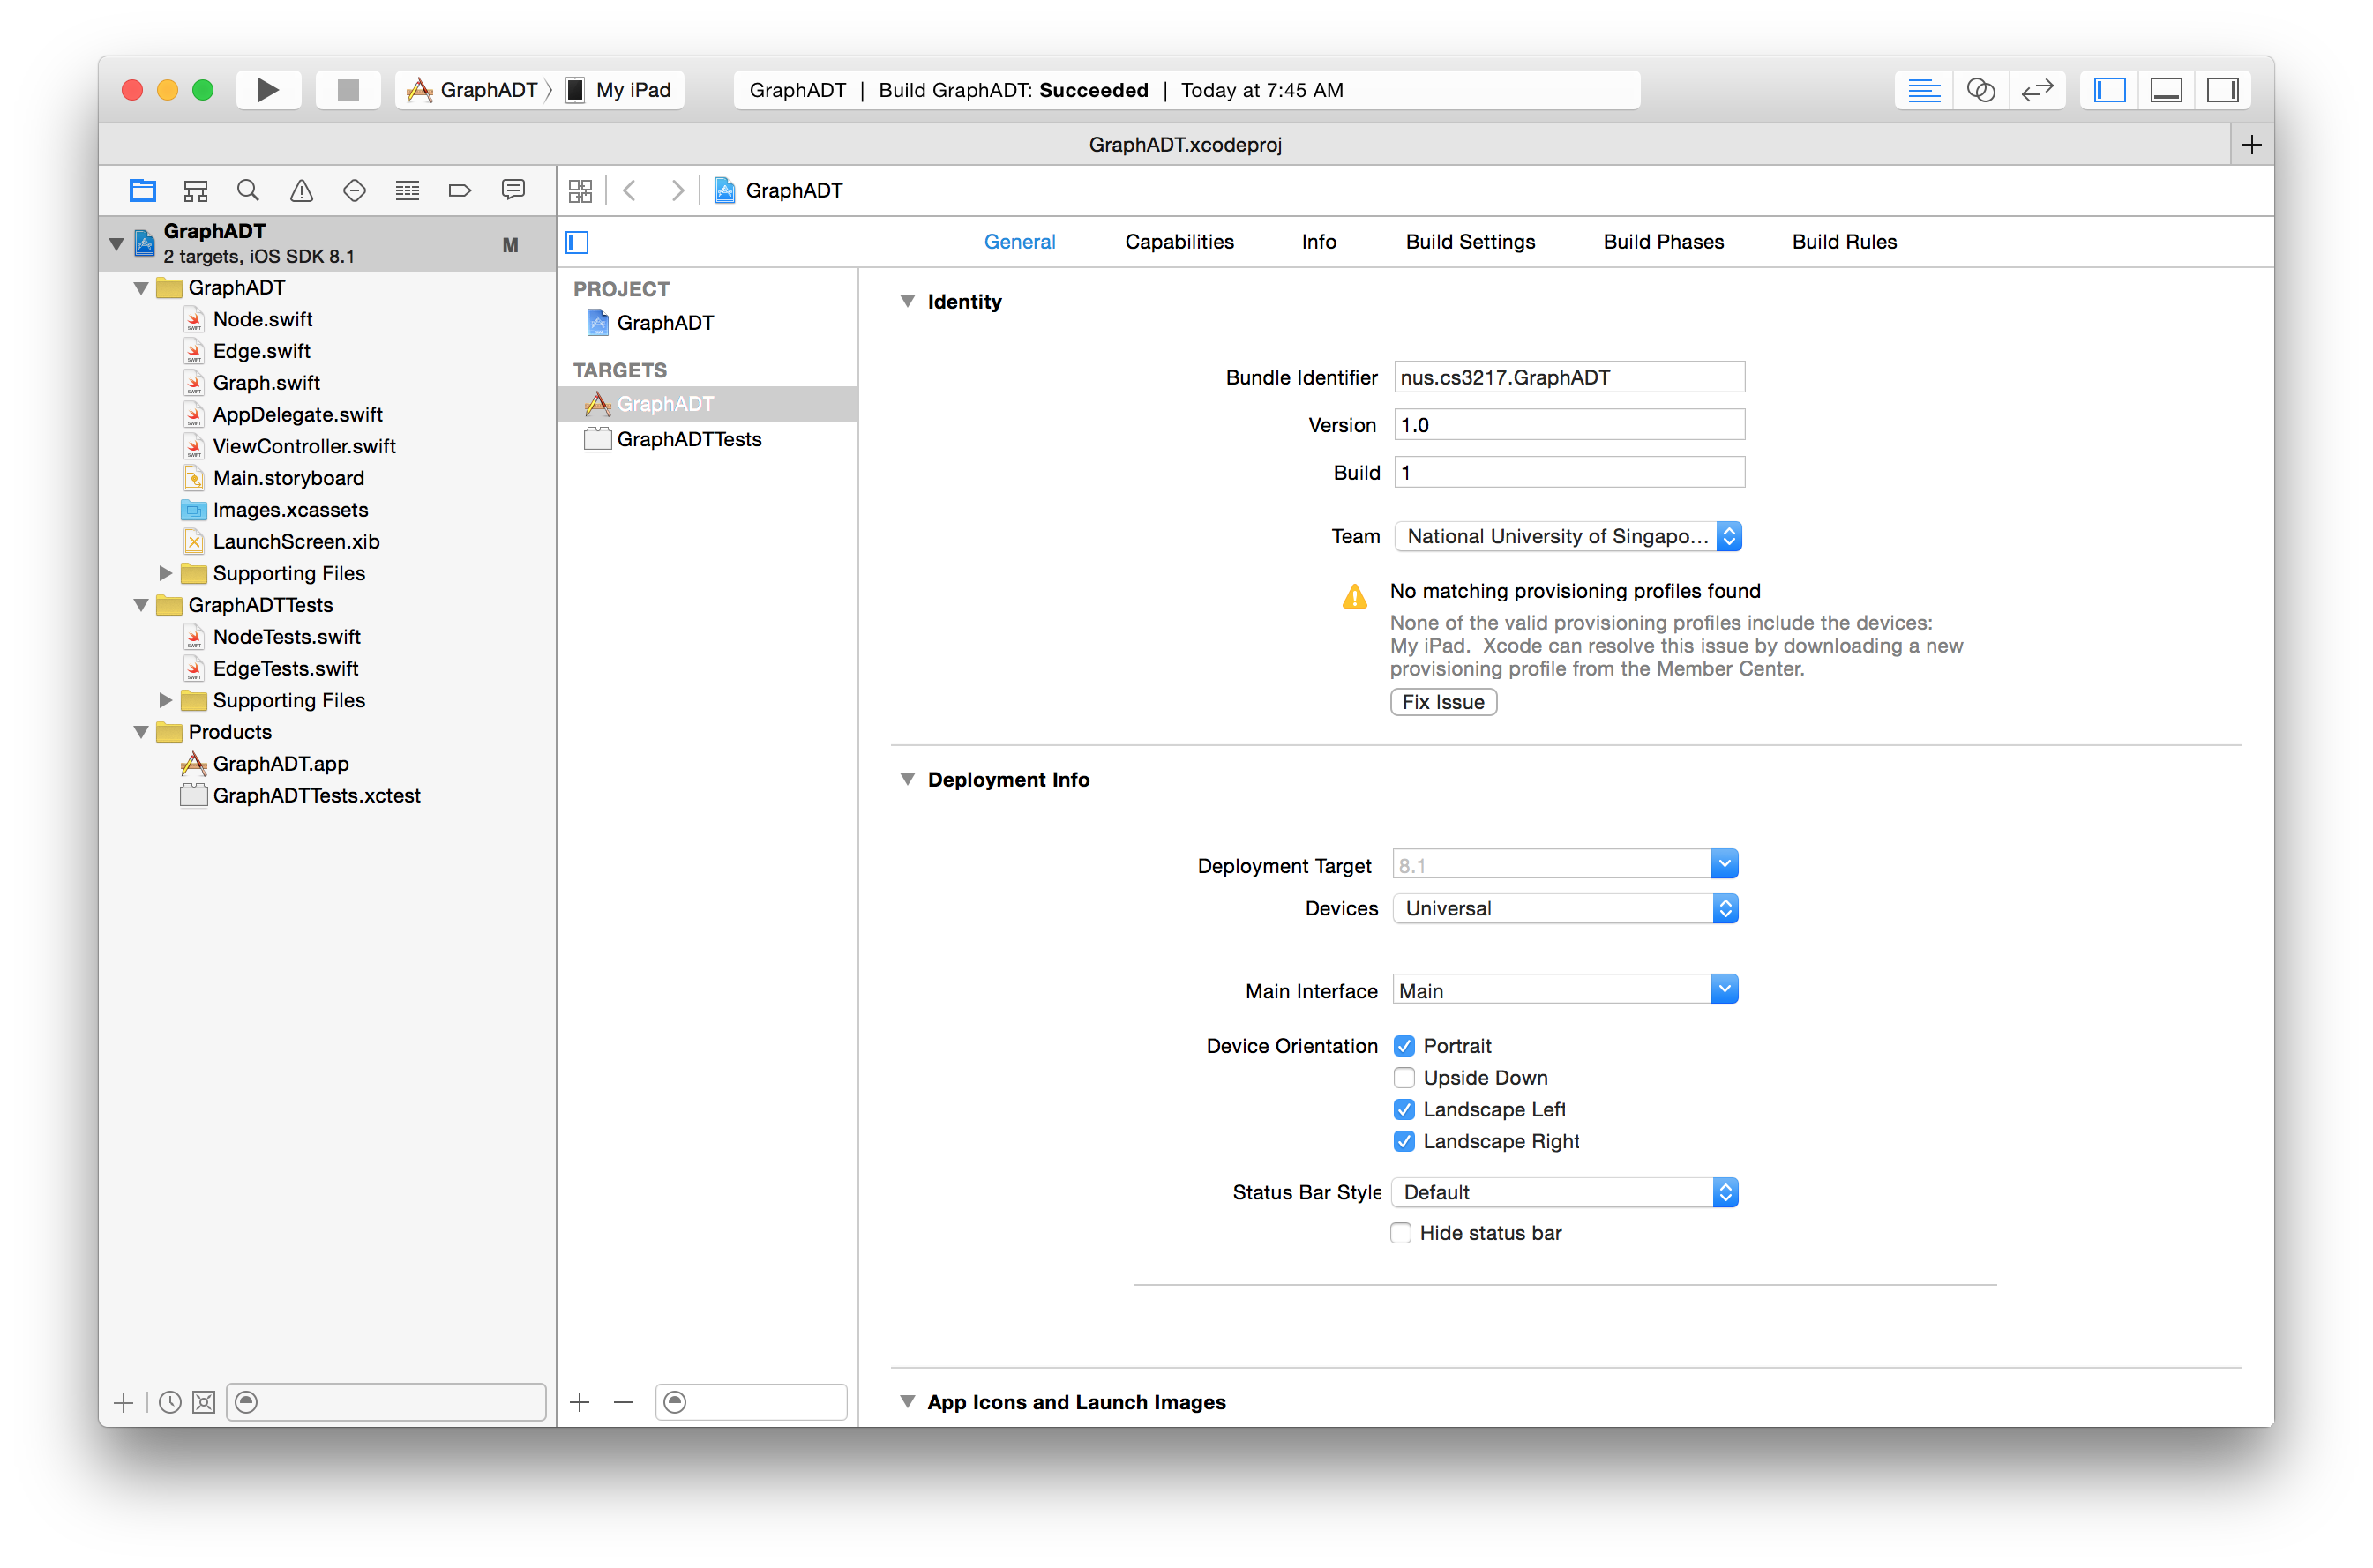 GraphADT
My iPad
GraphADT | Build GraphADT: Succeeded | Today at 7:45 AM
GraphADT.xcodeproj
GraphADT
GraphADT
2 targets, iOS SDK 8.1
M
GraphADT
Node.swift
Edge.swift
Graph.swift
AppDelegate.swift
ViewController.swift
Main.storyboard
Images.xcassets
LaunchScreen.xib
Supporting Files
GraphADTTests
NodeTests.swift
EdgeTests.swift
Supporting Files
Products
GraphADT.app
GraphADTTests.xctest
General
Capabilities
Info
Build Settings
Build Phases
Build Rules
PROJECT
GraphADT
TARGETS
GraphADT
GraphADTTests
Identity
Bundle Identifier
nus.cs3217.GraphADT
Version
1.0
Build
1
Team
National University of Singapo...
No matching provisioning profiles found
None of the valid provisioning profiles include the devices:
My iPad. Xcode can resolve this issue by downloading a new
provisioning profile from the Member Center.
Fix Issue
Deployment Info
Deployment Target
8.1
Devices
Universal
Main Interface
Main
Device Orientation
Portrait
Upside Down
Landscape Left
Landscape Right
Status Bar Style
Default
Hide status bar
App Icons and Launch Images